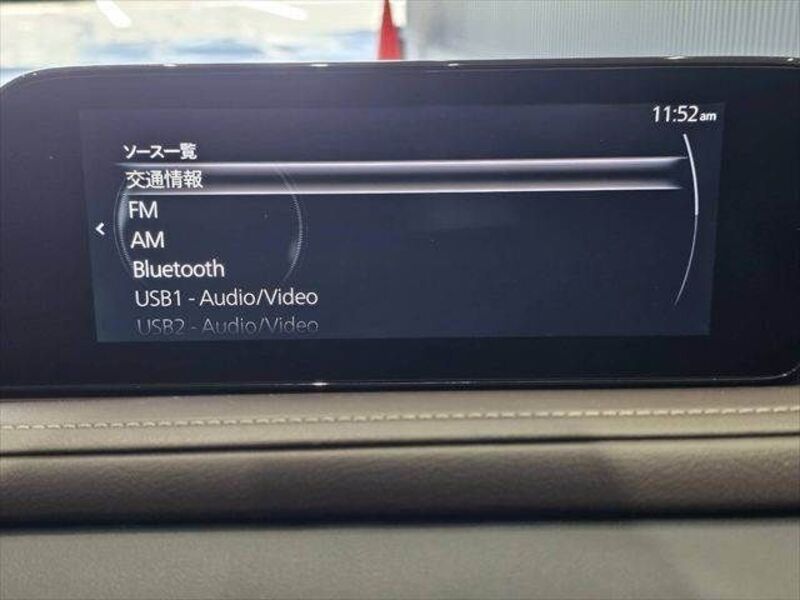 11:52am
ソース一覧
交通情報
FM
AM
Bluetooth
USB1 - Audio/Video
USB2 - Audio/Video